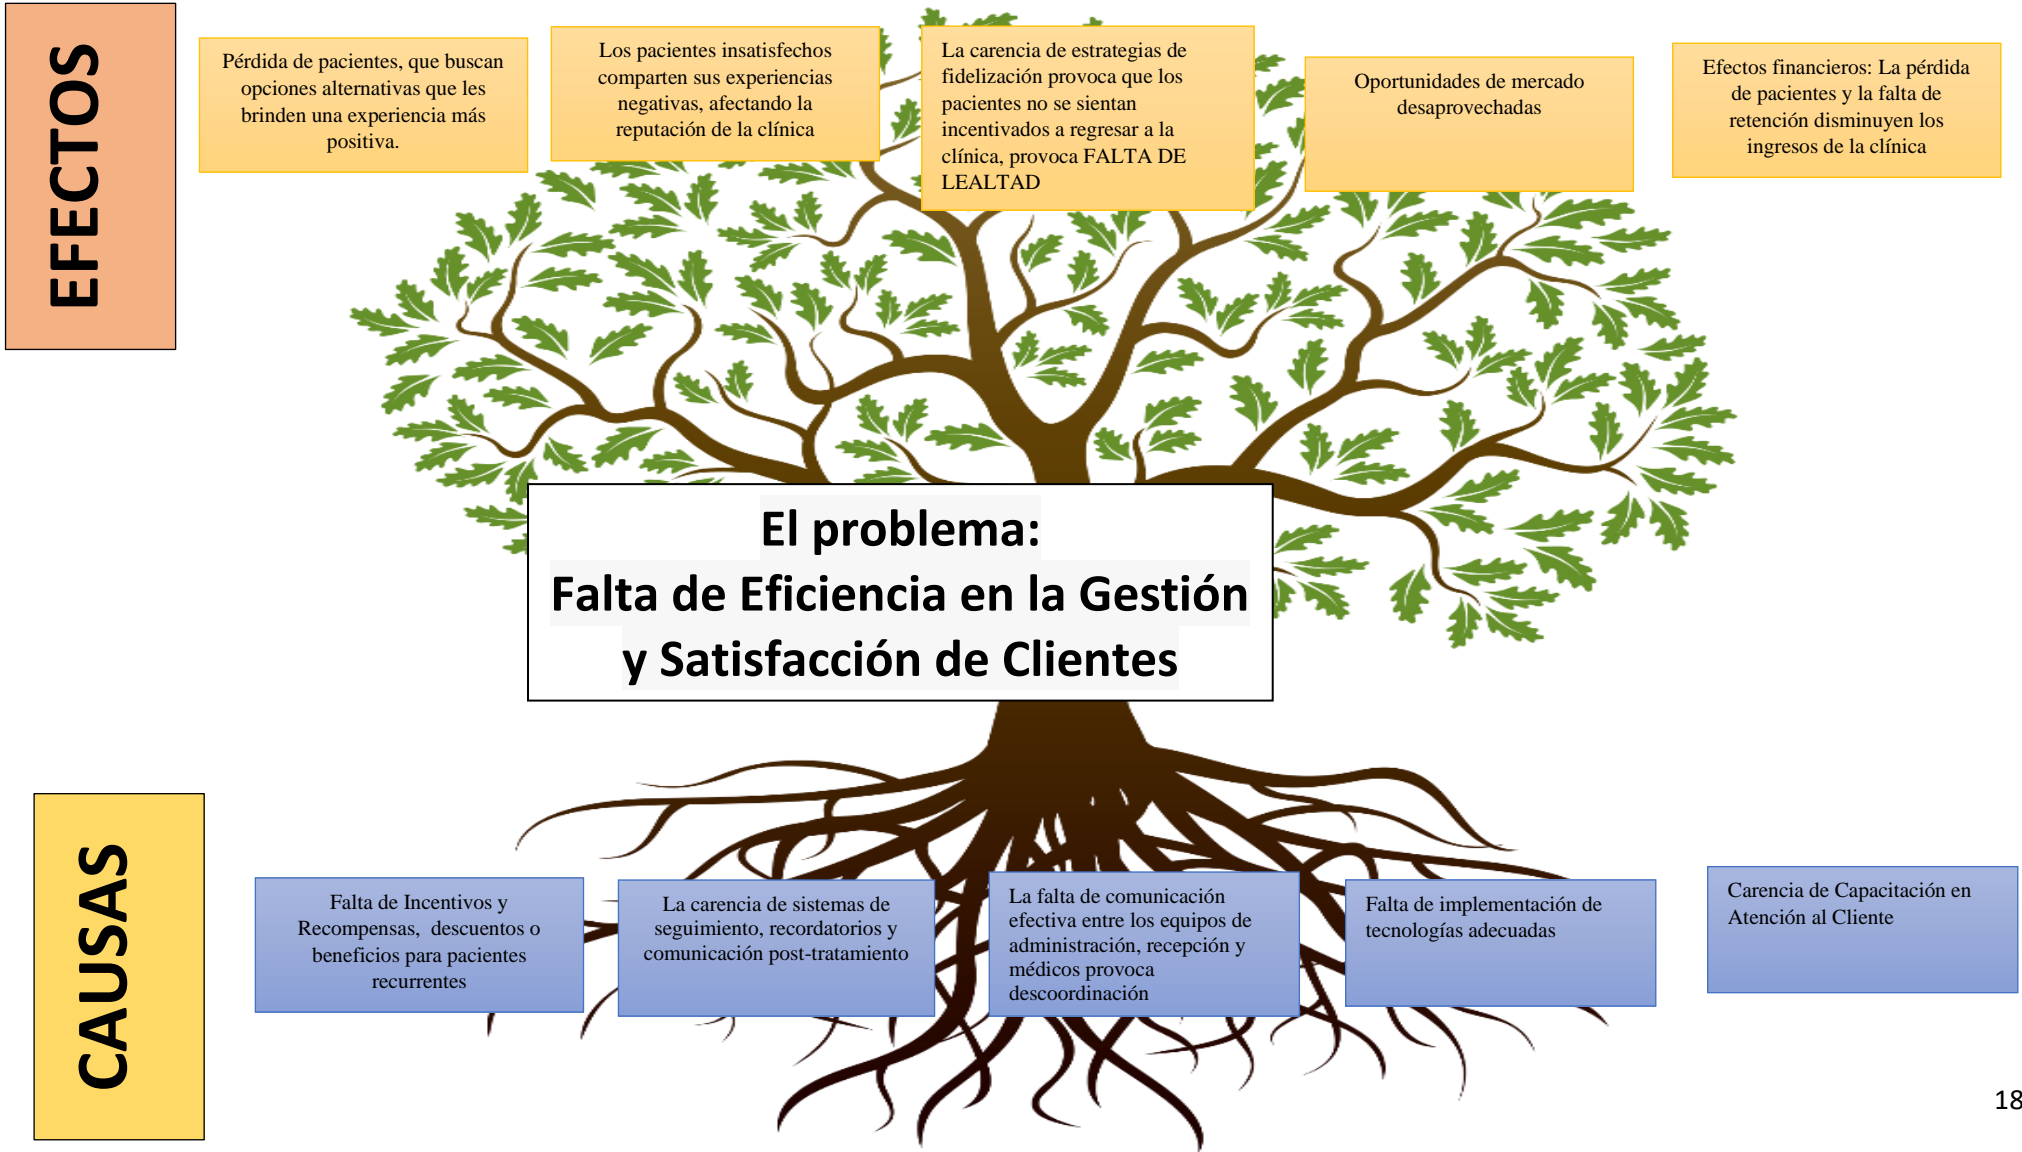 EFECTOS
Pérdida de pacientes, que buscan
opciones alternativas que les
brinden una experiencia más
positiva.
Los pacientes insatisfechos
comparten sus experiencias
negativas, afectando la
reputación de la clínica
La carencia de estrategias de
fidelización provoca que los
pacientes no se sientan
incentivados a regresar a la
clínica, provoca FALTA DE
LEALTAD
Oportunidades de mercado
desaprovechadas
Efectos financieros: La pérdida
de pacientes y la falta de
retención disminuyen los
ingresos de la clínica
El problema:
Falta de Eficiencia en la Gestión
y Satisfacción de Clientes
CAUSAS
Falta de Incentivos y
Recompensas, descuentos o
beneficios para pacientes
recurrentes
La carencia de sistemas de
seguimiento, recordatorios y
comunicación post-tratamiento
La falta de comunicación
efectiva entre los equipos de
administración, recepción y
médicos provoca
descoordinación
Falta de implementación de
tecnologías adecuadas
Carencia de Capacitación en
Atención al Cliente
18